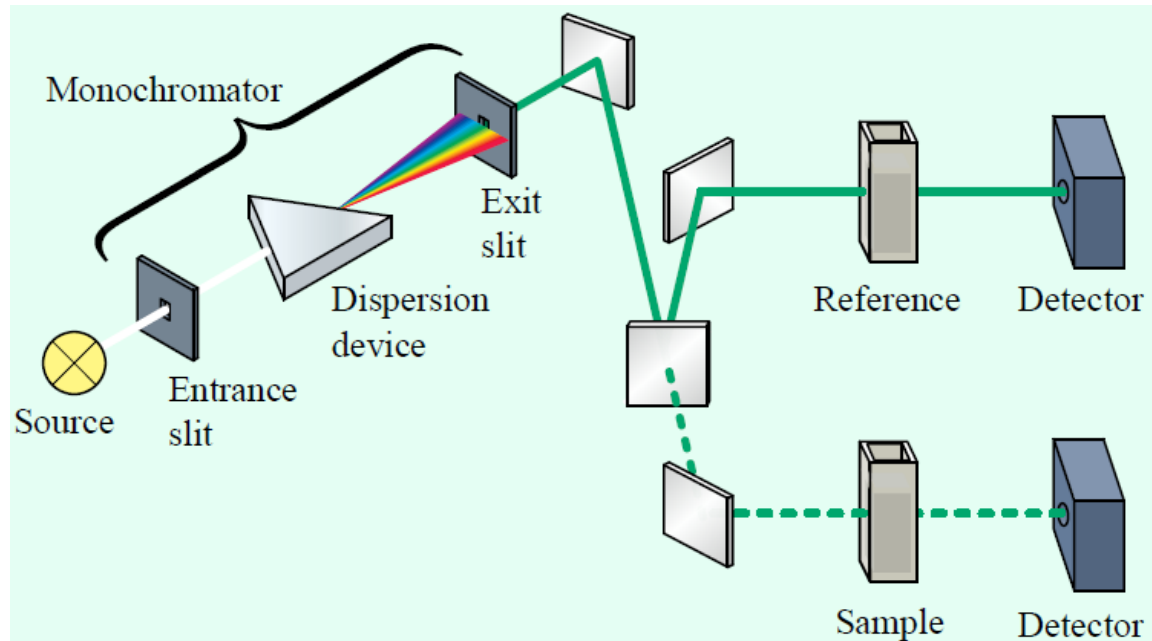 Monochromator
Exit
slit
Dispersion
device
Entrance
slit
Source
Reference
Detector
Sample
Detector